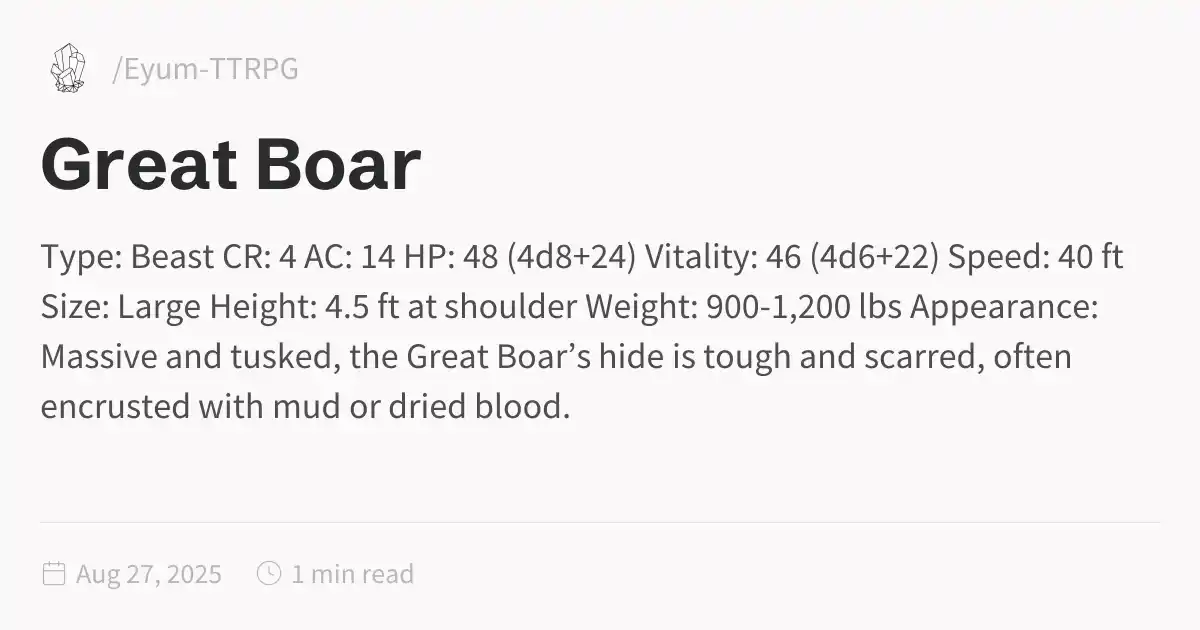 /Eyum-TTRPG
Great Boar
Type: Beast CR: 4 AC: 14 HP: 48 (4d8+24) Vitality: 46 (4d6+22) Speed: 40 ft
Size: Large Height: 4.5 ft at shoulder Weight: 900-1,200 lbs Appearance:
Massive and tusked, the Great Boar’s hide is tough and scarred, often
encrusted with mud or dried blood.
Aug 27, 2025 1 min read